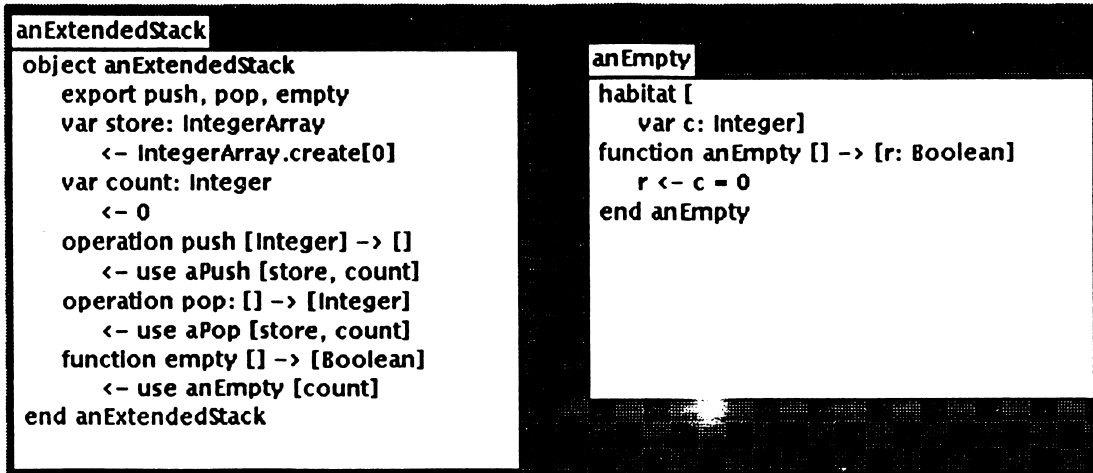 anExtendedStack
object anExtendedStack
export push, pop, empty
var store: IntegerArray
<- IntegerArray.create[0]
var count: Integer
<- 0
operation push [Integer] -> []
<- use aPush [store, count]
operation pop: [] -> [Integer]
<- use aPop [store, count]
function empty [] -> [Boolean]
<- use anEmpty [count]
end anExtendedStack
anEmpty
habitat [
var c: Integer]
function anEmpty [] -> [r: Boolean]
r <- c = 0
end anEmpty